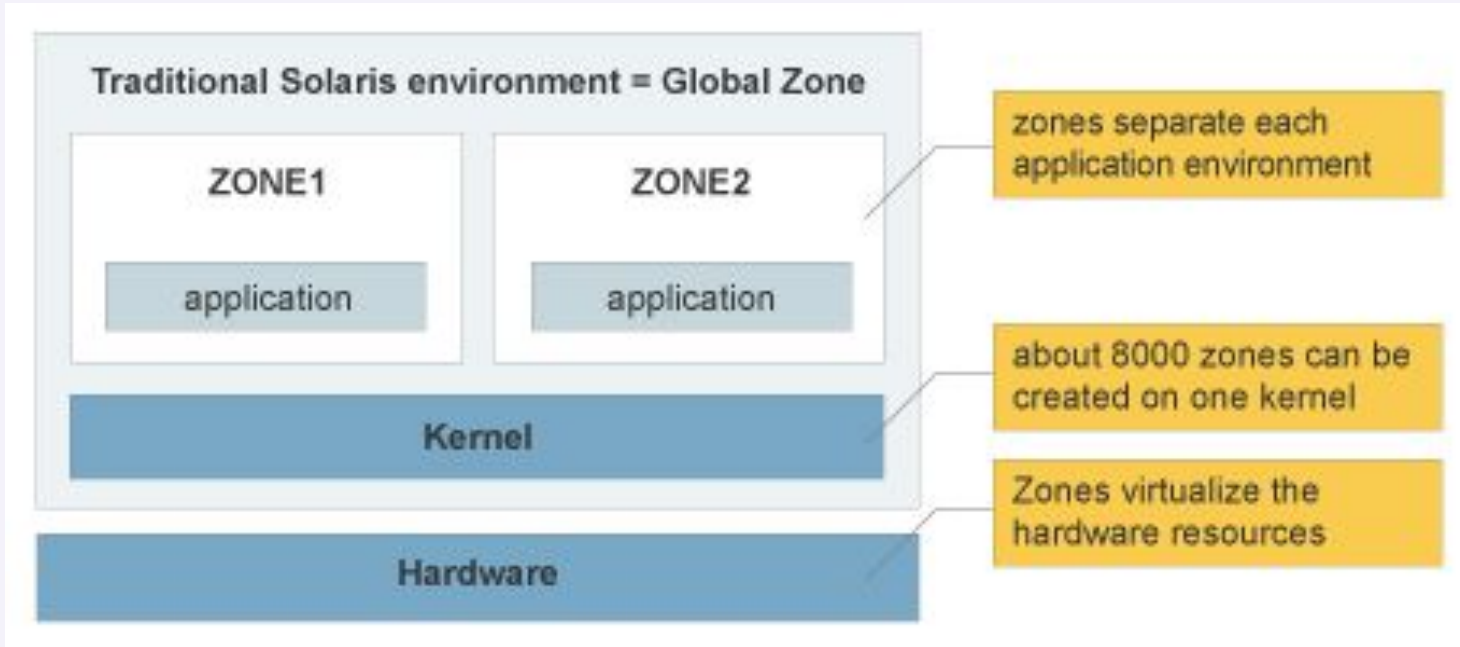 Traditional Solaris environment = Global Zone
ZONE1
ZONE2
application
application
Kernel
Hardware
zones separate each
application environment
about 8000 zones can be
created on one kernel
Zones virtualize the
hardware resources